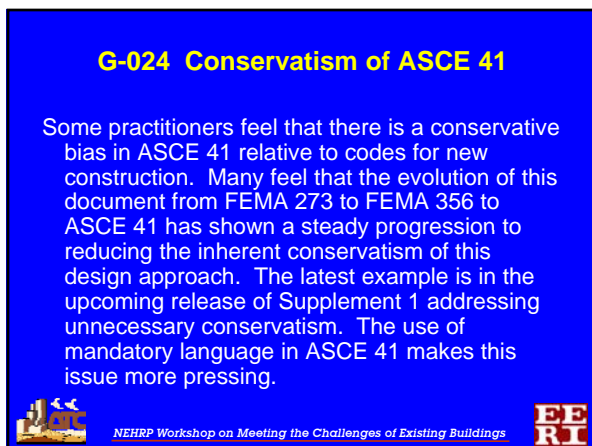 G-024 Conservatism of ASCE 41
Some practitioners feel that there is a conservative
bias in ASCE 41 relative to codes for new
construction. Many feel that the evolution of this
document from FEMA 273 to FEMA 356 to
ASCE 41 has shown a steady progression to
reducing the inherent conservatism of this
design approach. The latest example is in the
upcoming release of Supplement 1 addressing
unnecessary conservatism. The use of
mandatory language in ASCE 41 makes this
issue more pressing.
ATC
NEHRP Workshop on Meeting the Challenges of Existing Buildings
EE
RI